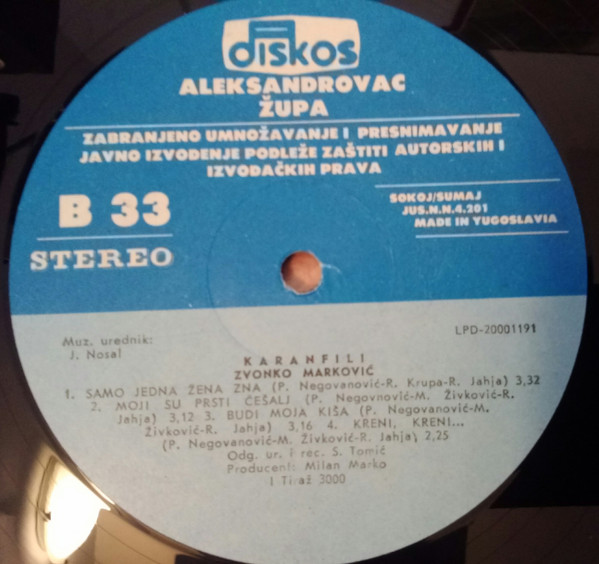 diskos
ALEKSANDROVAC
ŽUPA
ZABRANJENO UMNOŽAVANJE I PRESNIMAVANJE
JAVNO IZVOĐENJE PODLEŽE ZAŠTITI AUTORSKIH I
IZVOĐAČKIH PRAVA
B 33
STEREO
SOKOJ/SUMAJ
JUS.N.N.4.201
MADE IN YUGOSLAVIA
Muz. urednik:
J. Nosal
LPD-20001191
KARANFILI
ZVONKO MARKOVIĆ
1. SAMO JEDNA ŽENA ZNA (P. Negovanović-R. Krupa-R. Jahja) 3,32
2. MOJI SU PRSTI ČEŠALJ (P. Negovnović-M. Živković-R.
Jahja) 3,12 3. BUDI MOJA KIŠA (P. Negovanović-M.
Živković-R. Jahja) 3,16 4. KRENI, KRENI...
(P. Negovanović-M. Živković-R. Jahja) 2,25
Odg. ur. i rec. S. Tomić
Producent: Milan Marko
I Tiraž 3000